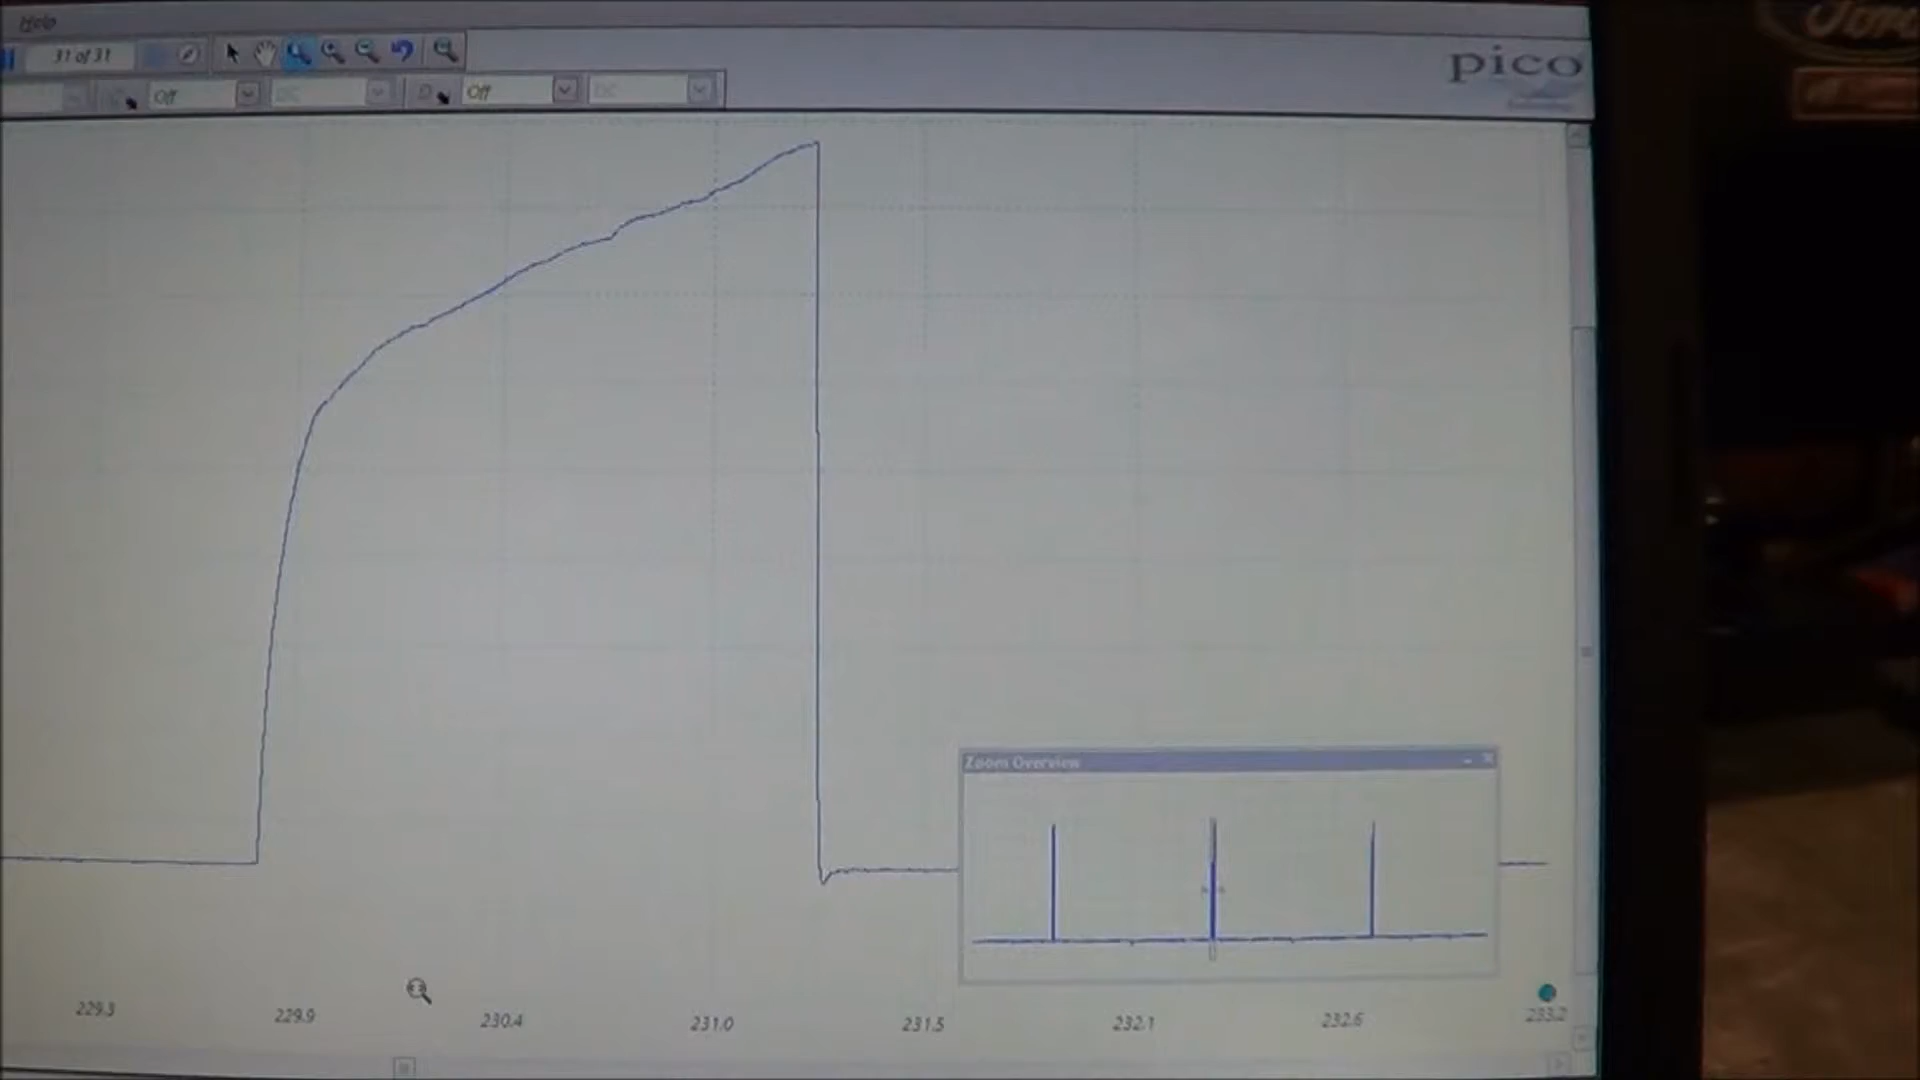 Help
31 of 31
pico
Off
Off
Ford
Zoom Overview
229.3 229.9 230.4 231.0 231.5 232.1 232.6 233.2